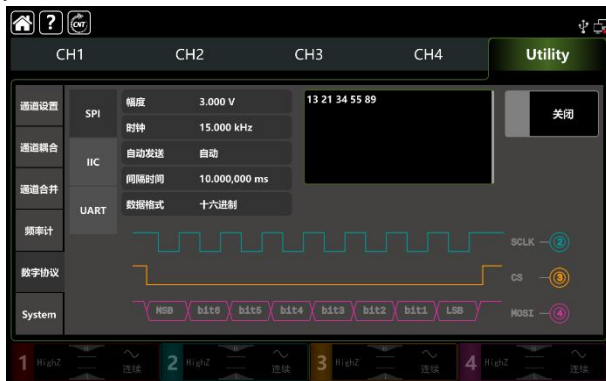 ? CNT
CH1 CH2 CH3 CH4 Utility
通道设置
通道耦合
通道合并
频率计
数字协议
System
SPI
IIC
UART
幅度 3.000 V
时钟 15.000 kHz
自动发送 自动
间隔时间 10.000,000 ms
数据格式 十六进制
13 21 34 55 89
关闭
SCLK 2
CS 3
MSB bit6 bit5 bit4 bit3 bit2 bit1 LSB MOSI 4
1 HighZ 连续 2 HighZ 连续 3 HighZ 连续 4 HighZ 连续